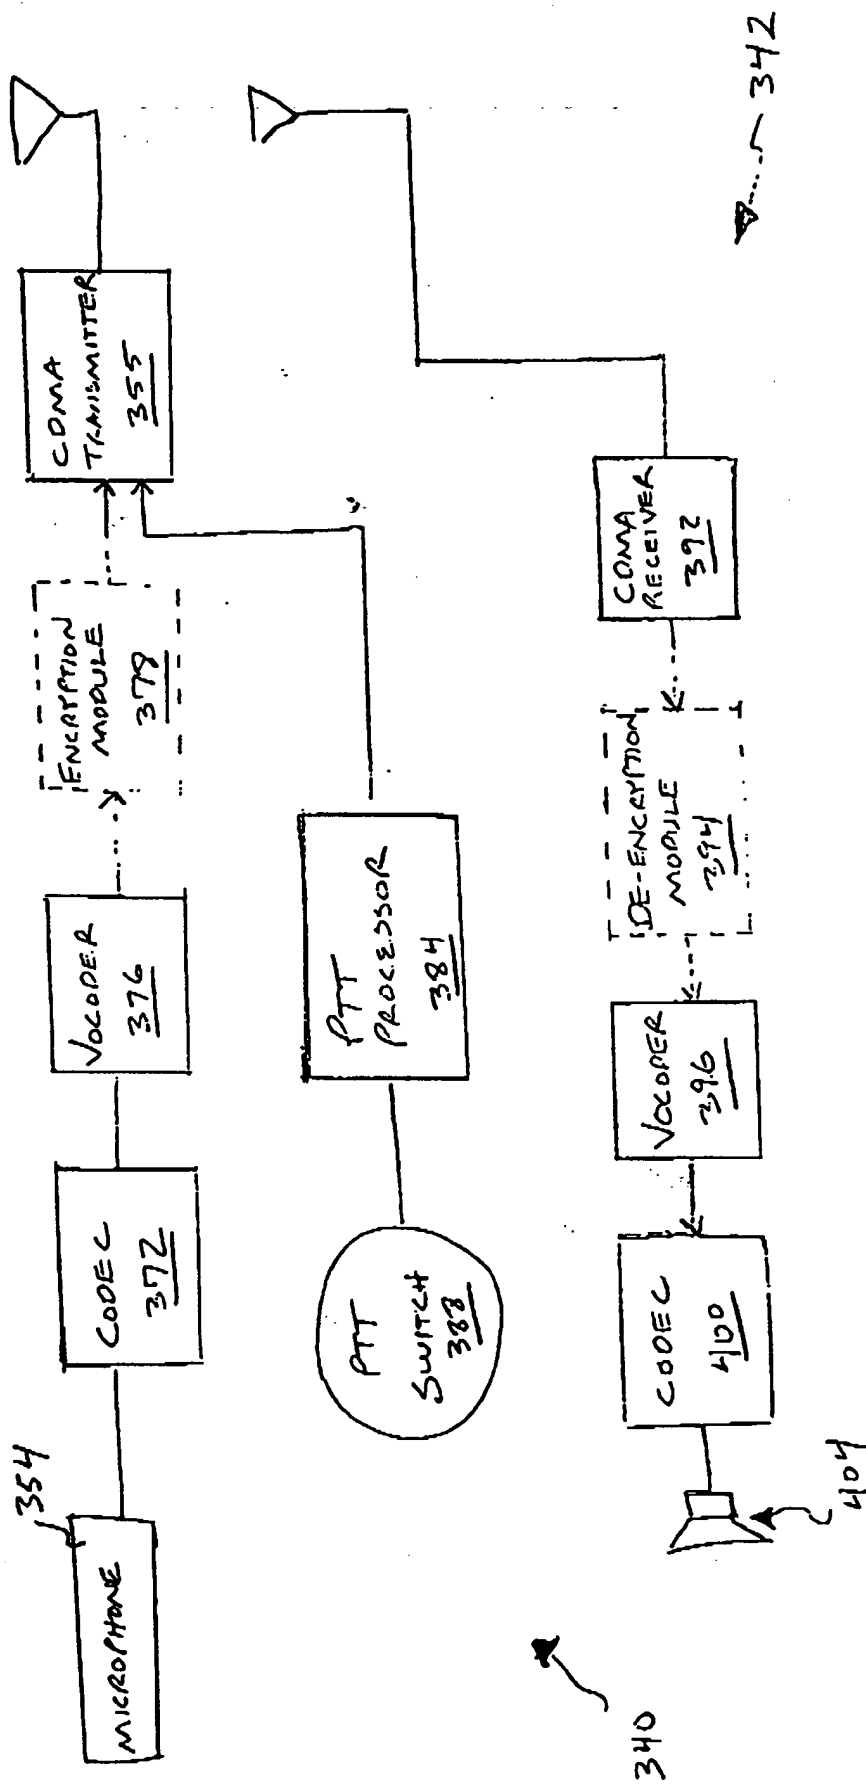 354
MICROPHONE
CODEC
372
VOCODER
376
ENCRYPTION
MODULE
378
CDMA
TRANSMITTER
355
PTT
SWITCH
388
PTT
PROCESSOR
384
404
CODEC
400
VOCODER
396
DE-ENCRYPTION
MODULE
394
CDMA
RECEIVER
392
340
342